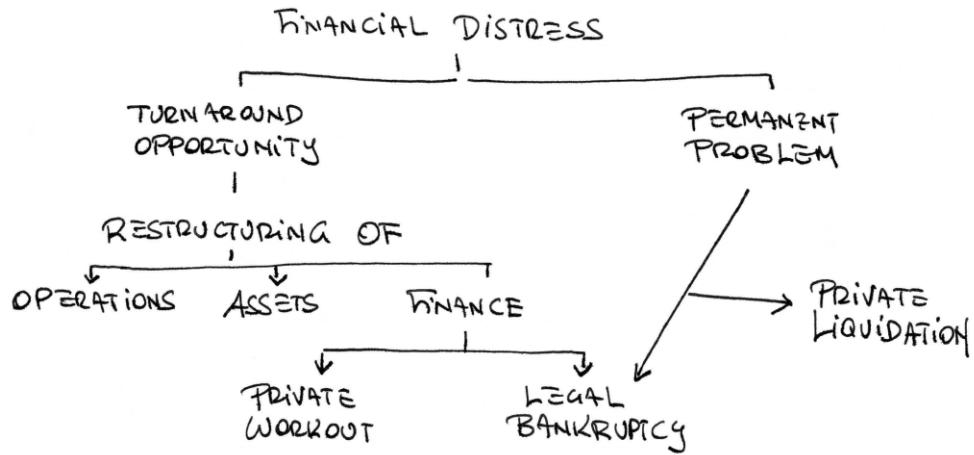 FINANCIAL DISTRESS
TURNAROUND
OPPORTUNITY
PERMANENT
PROBLEM
RESTRUCTURING OF
OPERATIONS
ASSETS
FINANCE
PRIVATE
LIQUIDATION
PRIVATE
WORKOUT
LEGAL
BANKRUPTCY